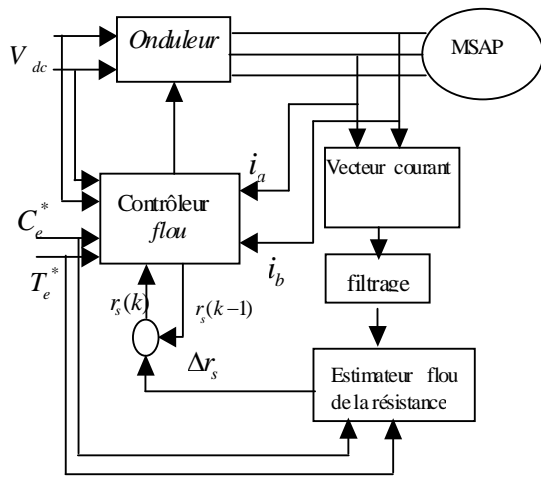 Onduleur
MSAP
V_dc
Vecteur courant
i_a
Contrôleur
flou
C_e^*
T_e^*
i_b
filtrage
r_s(k)
r_s(k-1)
Δr_s
Estimateur flou
de la résistance